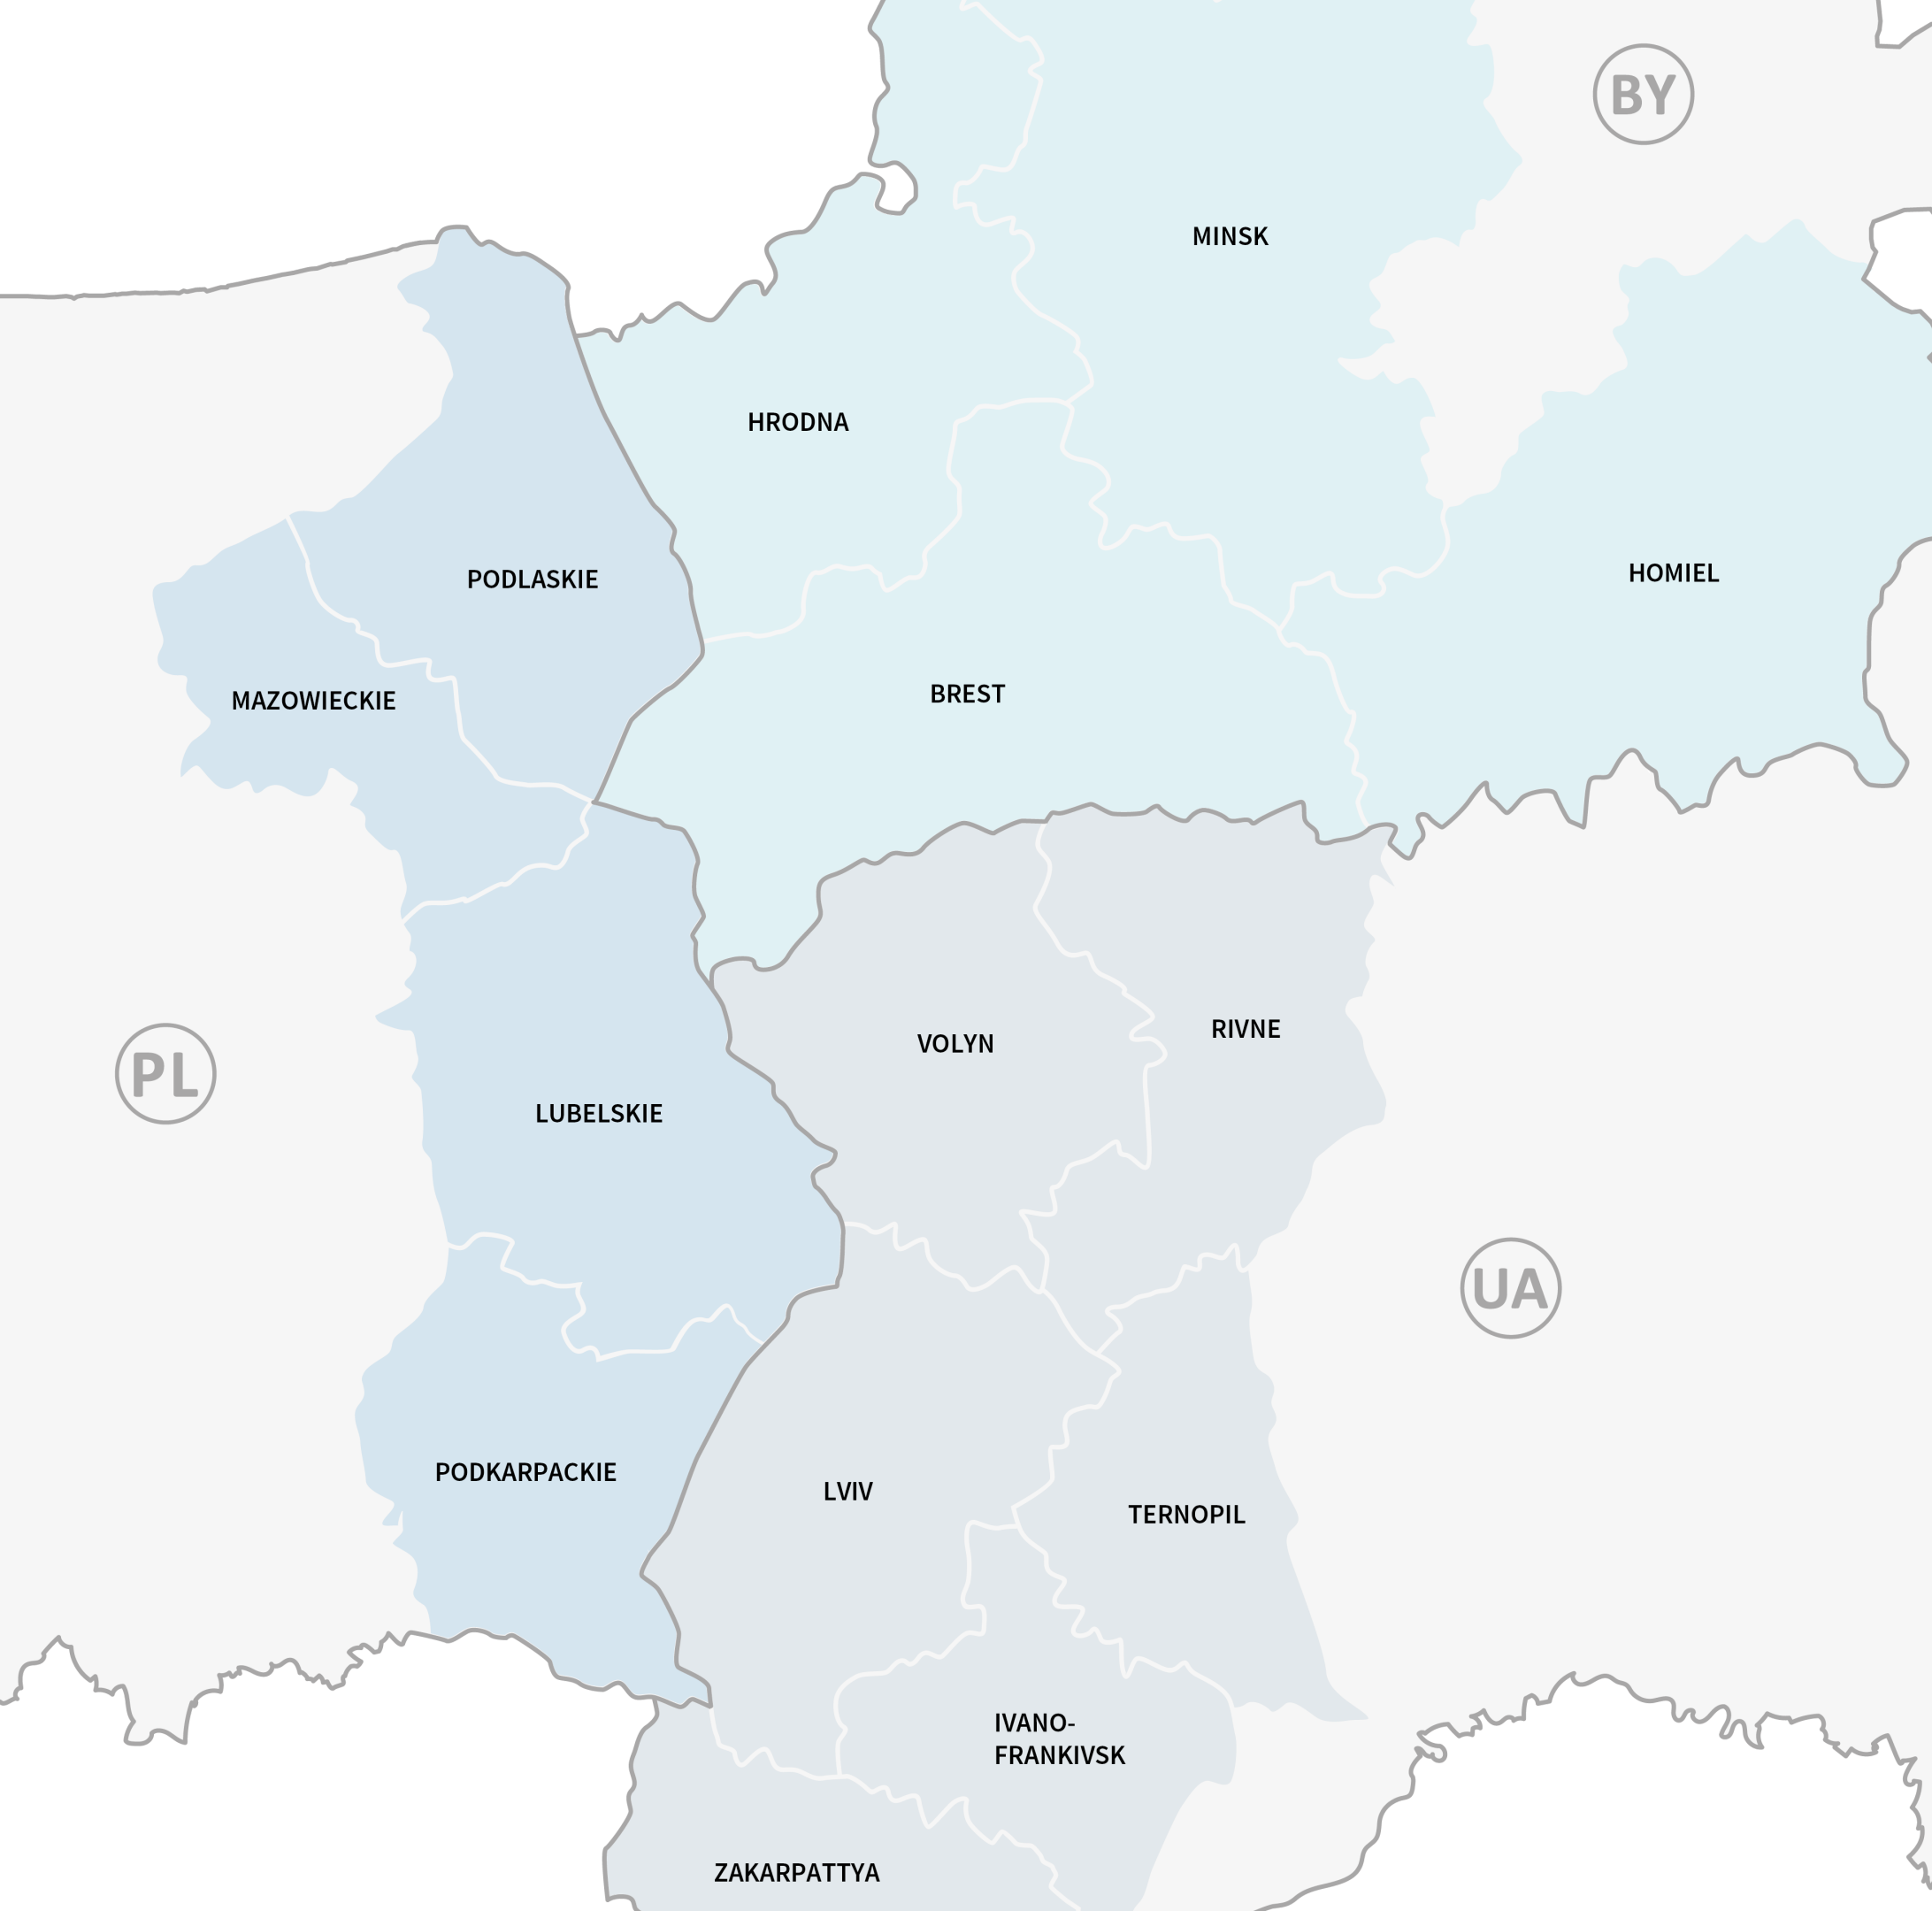 BY
MINSK
HRODNA
HOMIEL
PODLASKIE
BREST
MAZOWIECKIE
RIVNE
VOLYN
PL
LUBELSKIE
UA
PODKARPACKIE
LVIV
TERNOPIL
IVANO-
FRANKIVSK
ZAKARPATTYA